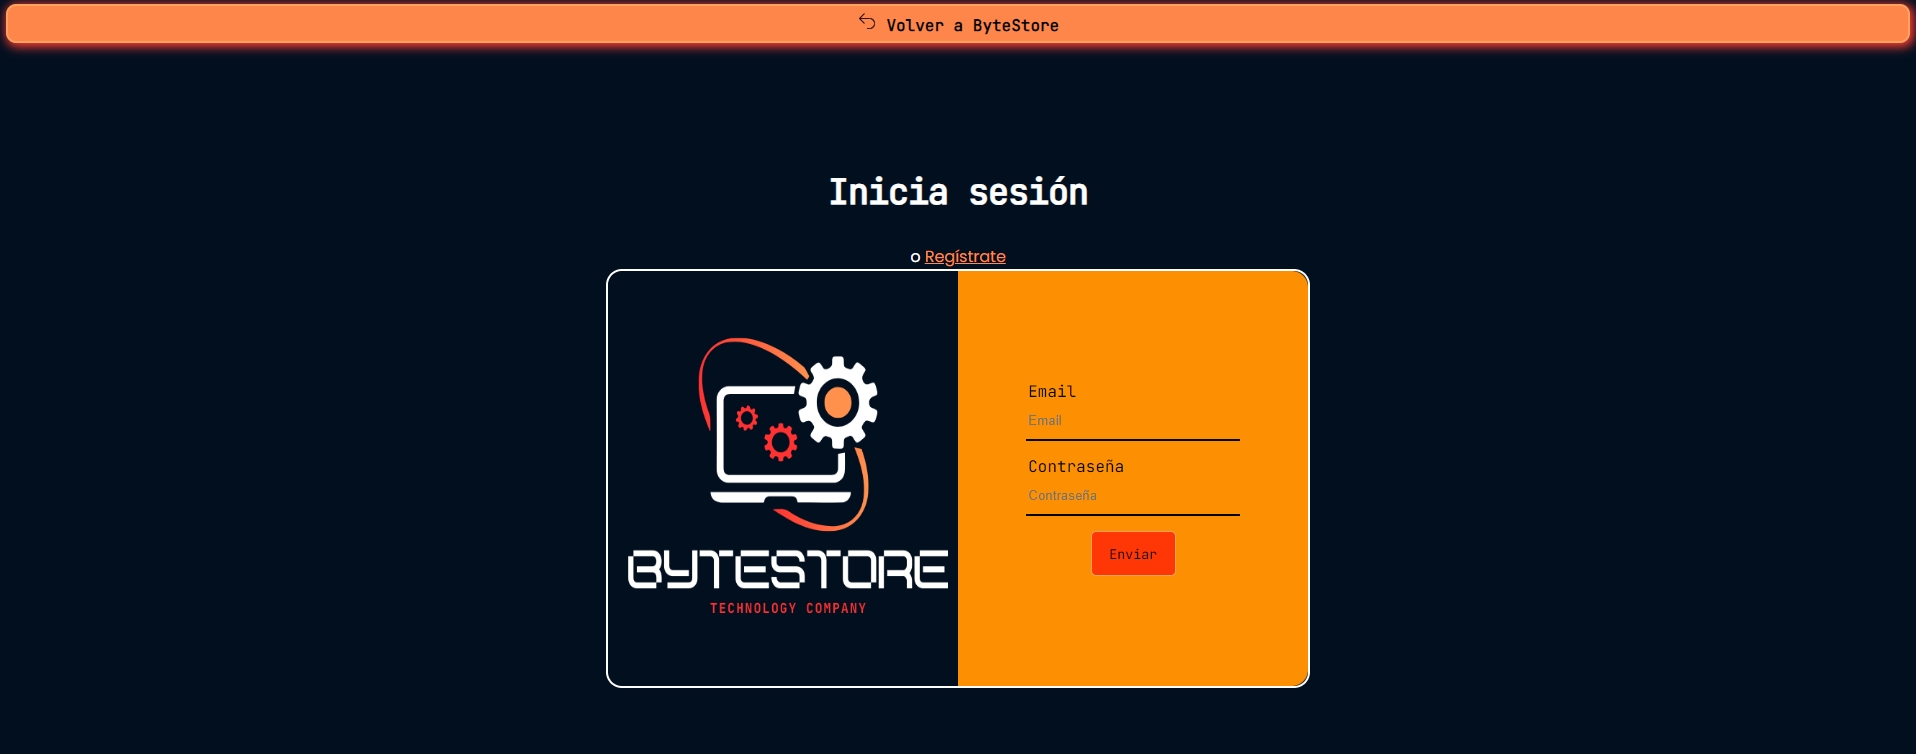 Volver a ByteStore
Inicia sesión
o Regístrate
BYTESTORE
TECHNOLOGY COMPANY
Email
Email
Contraseña
Contraseña
Enviar